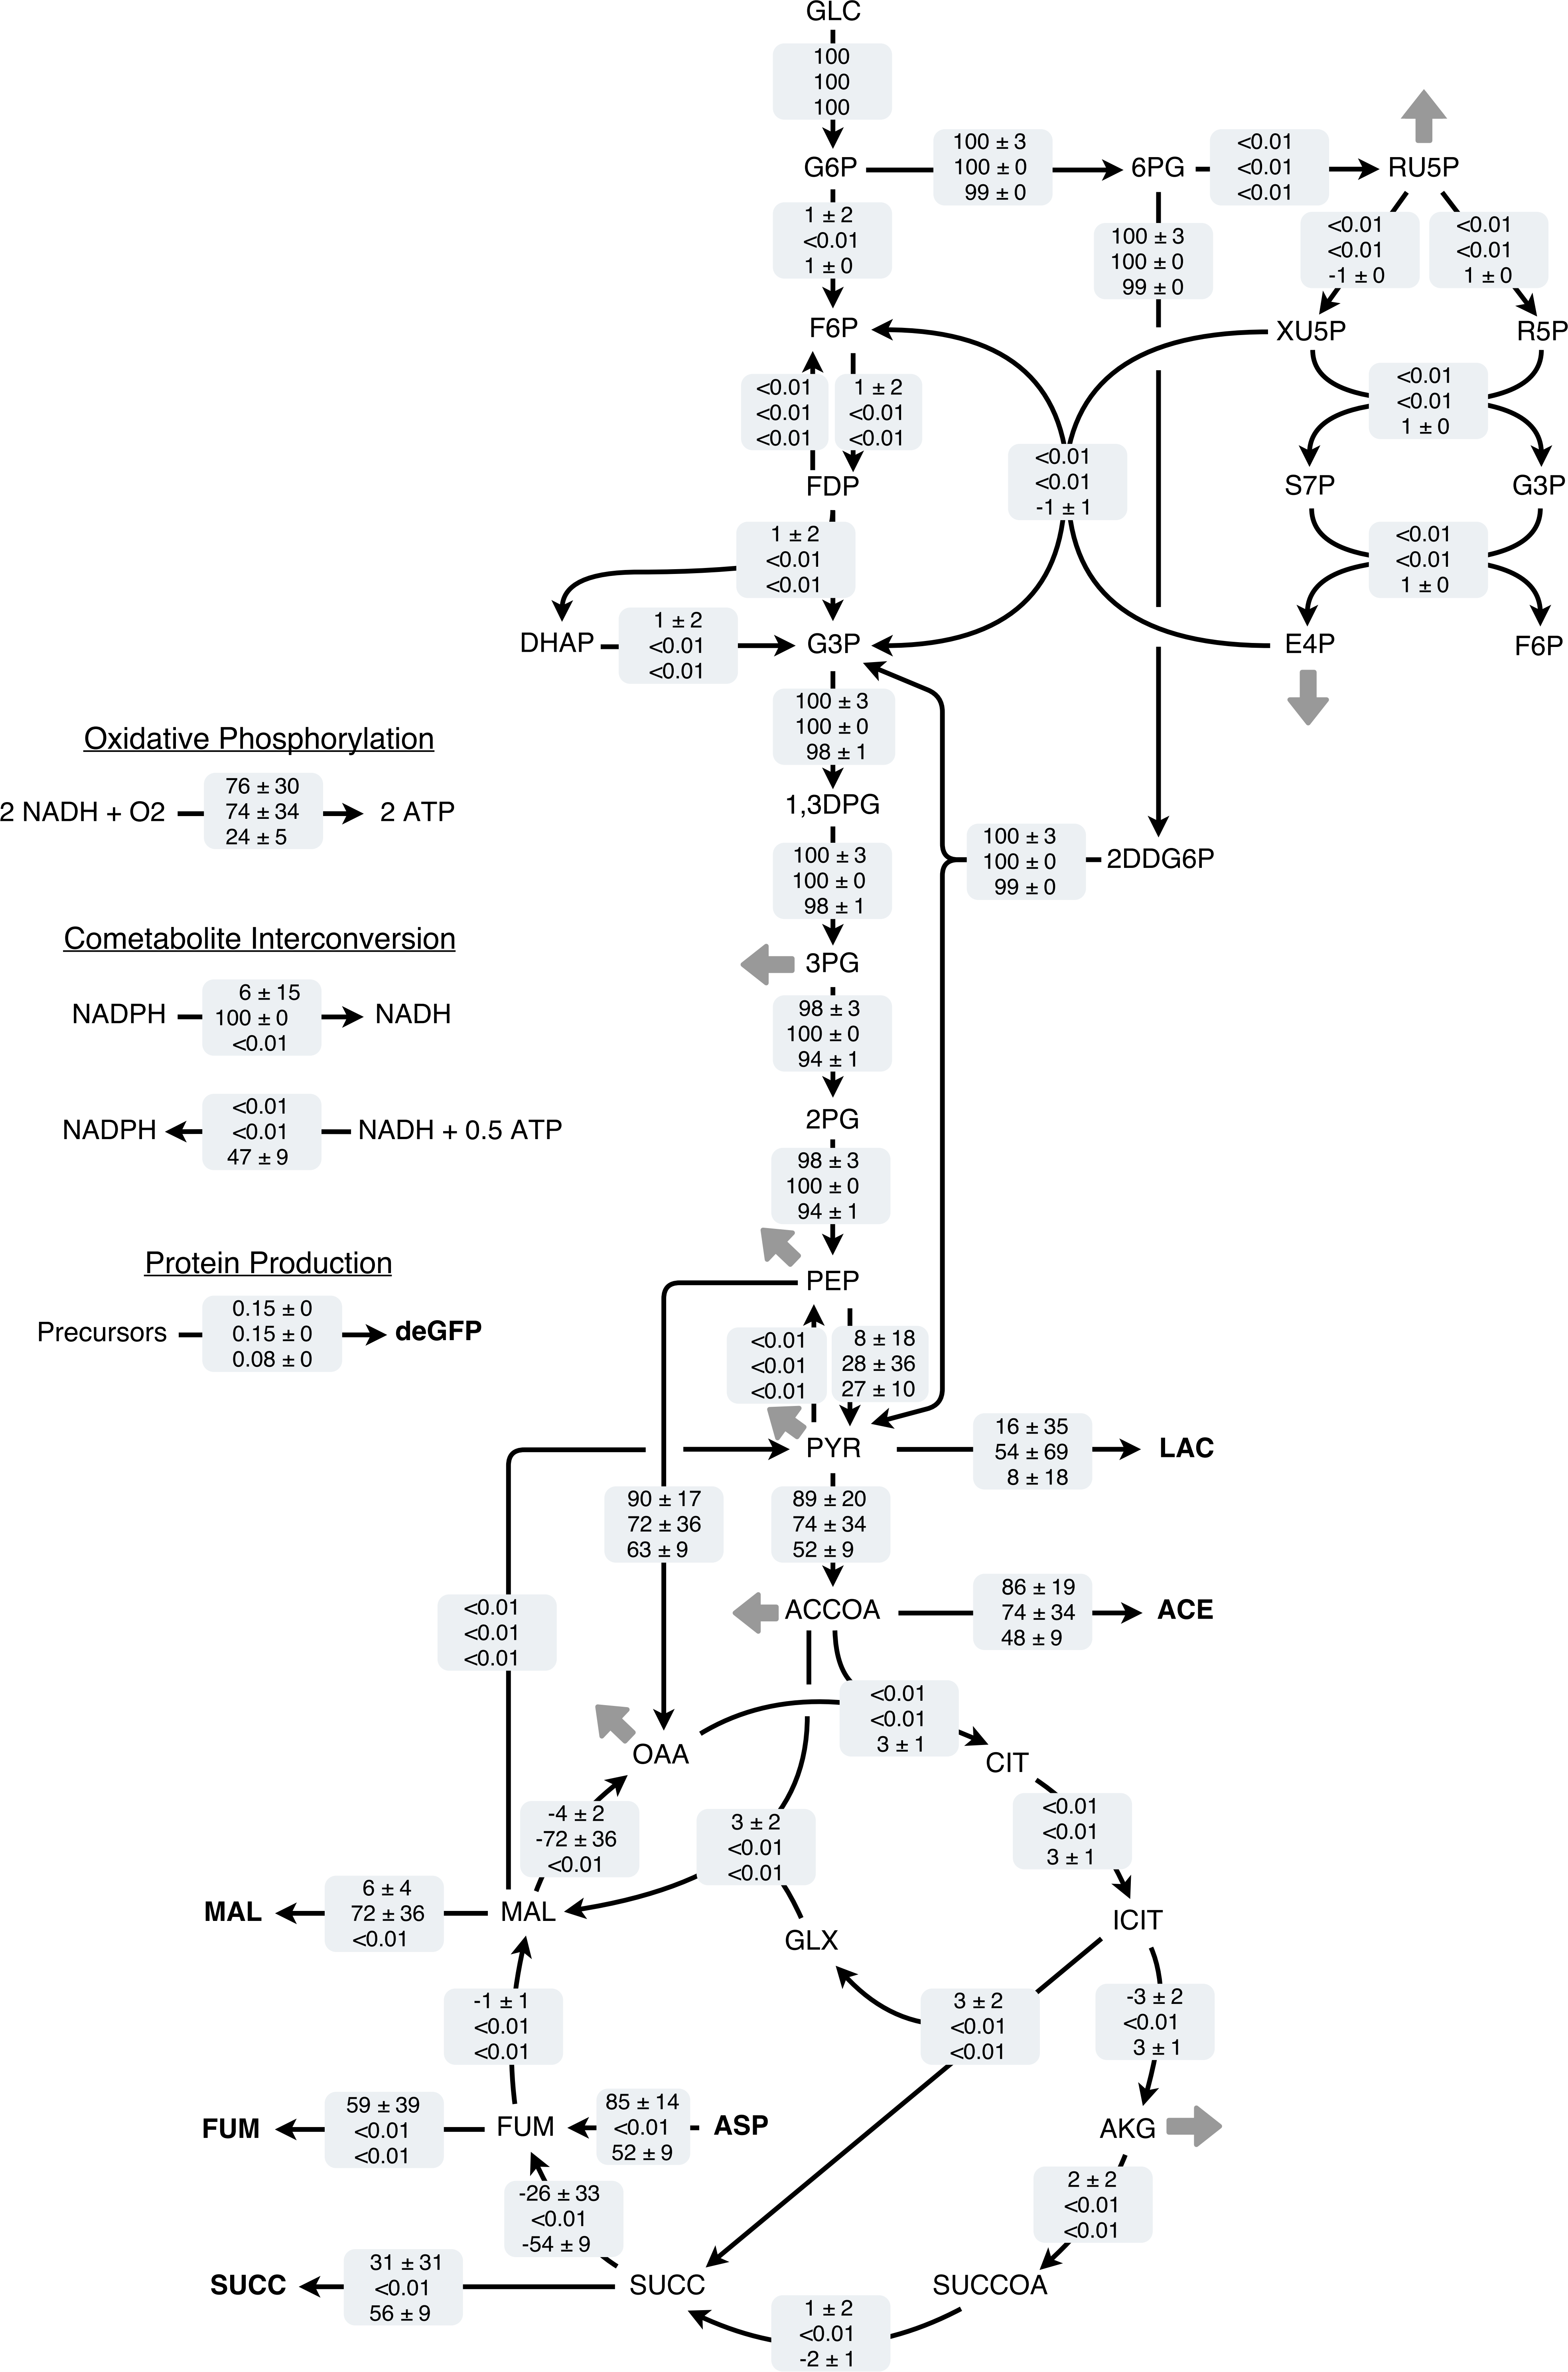 GLC
100
100
100
G6P
100 ± 3
100 ± 0
99 ± 0
6PG
<0.01
<0.01
<0.01
RU5P
1 ± 2
<0.01
1 ± 0
100 ± 3
100 ± 0
99 ± 0
<0.01
<0.01
-1 ± 0
<0.01
<0.01
1 ± 0
F6P
XU5P
R5P
<0.01
<0.01
<0.01
1 ± 2
<0.01
<0.01
<0.01
<0.01
1 ± 0
<0.01
<0.01
-1 ± 1
FDP
S7P
G3P
1 ± 2
<0.01
<0.01
<0.01
<0.01
1 ± 0
DHAP
1 ± 2
<0.01
<0.01
G3P
E4P
F6P
100 ± 3
100 ± 0
98 ± 1
Oxidative Phosphorylation
2 NADH + O2
76 ± 30
74 ± 34
24 ± 5
2 ATP
1,3DPG
100 ± 3
100 ± 0
98 ± 1
100 ± 3
100 ± 0
99 ± 0
2DDG6P
Cometabolite Interconversion
3PG
NADPH
6 ± 15
100 ± 0
<0.01
NADH
98 ± 3
100 ± 0
94 ± 1
NADPH
<0.01
<0.01
47 ± 9
NADH + 0.5 ATP
2PG
98 ± 3
100 ± 0
94 ± 1
Protein Production
PEP
Precursors
0.15 ± 0
0.15 ± 0
0.08 ± 0
deGFP
<0.01
<0.01
<0.01
8 ± 18
28 ± 36
27 ± 10
PYR
16 ± 35
54 ± 69
8 ± 18
LAC
90 ± 17
72 ± 36
63 ± 9
89 ± 20
74 ± 34
52 ± 9
<0.01
<0.01
<0.01
ACCOA
86 ± 19
74 ± 34
48 ± 9
ACE
<0.01
<0.01
3 ± 1
OAA
CIT
-4 ± 2
-72 ± 36
<0.01
3 ± 2
<0.01
<0.01
<0.01
<0.01
3 ± 1
MAL
6 ± 4
72 ± 36
<0.01
MAL
GLX
ICIT
-1 ± 1
<0.01
<0.01
3 ± 2
<0.01
<0.01
-3 ± 2
<0.01
3 ± 1
FUM
59 ± 39
<0.01
<0.01
FUM
85 ± 14
<0.01
52 ± 9
ASP
AKG
-26 ± 33
<0.01
-54 ± 9
2 ± 2
<0.01
<0.01
SUCC
31 ± 31
<0.01
56 ± 9
SUCC
SUCCOA
1 ± 2
<0.01
-2 ± 1